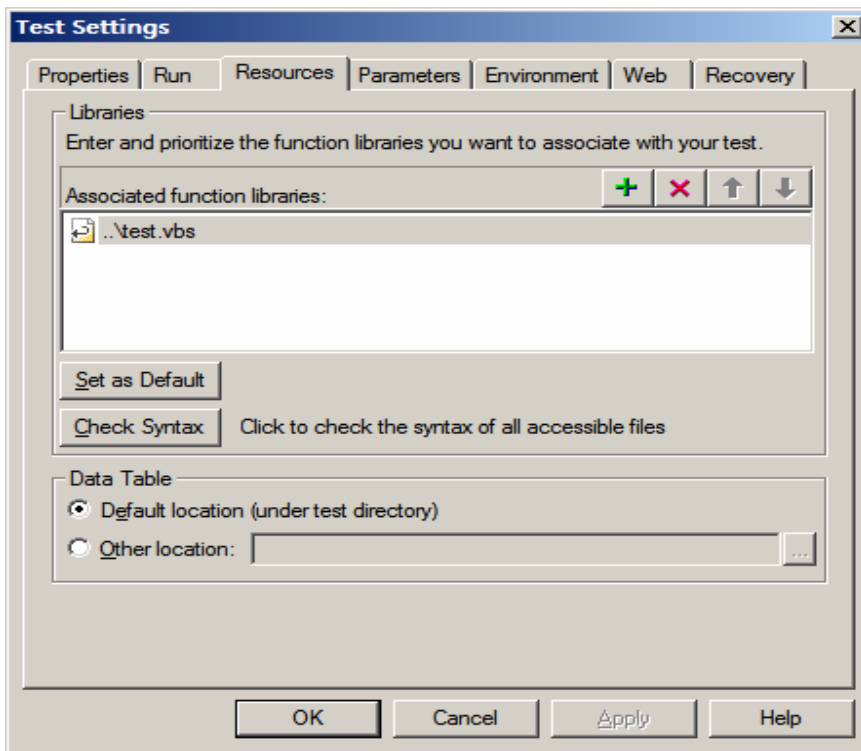 Test Settings
Properties Run Resources Parameters Environment Web Recovery
Libraries
Enter and prioritize the function libraries you want to associate with your test.
Associated function libraries:
..\test.vbs
Set as Default
Check Syntax Click to check the syntax of all accessible files
Data Table
Default location (under test directory)
Other location: ...
OK Cancel Apply Help